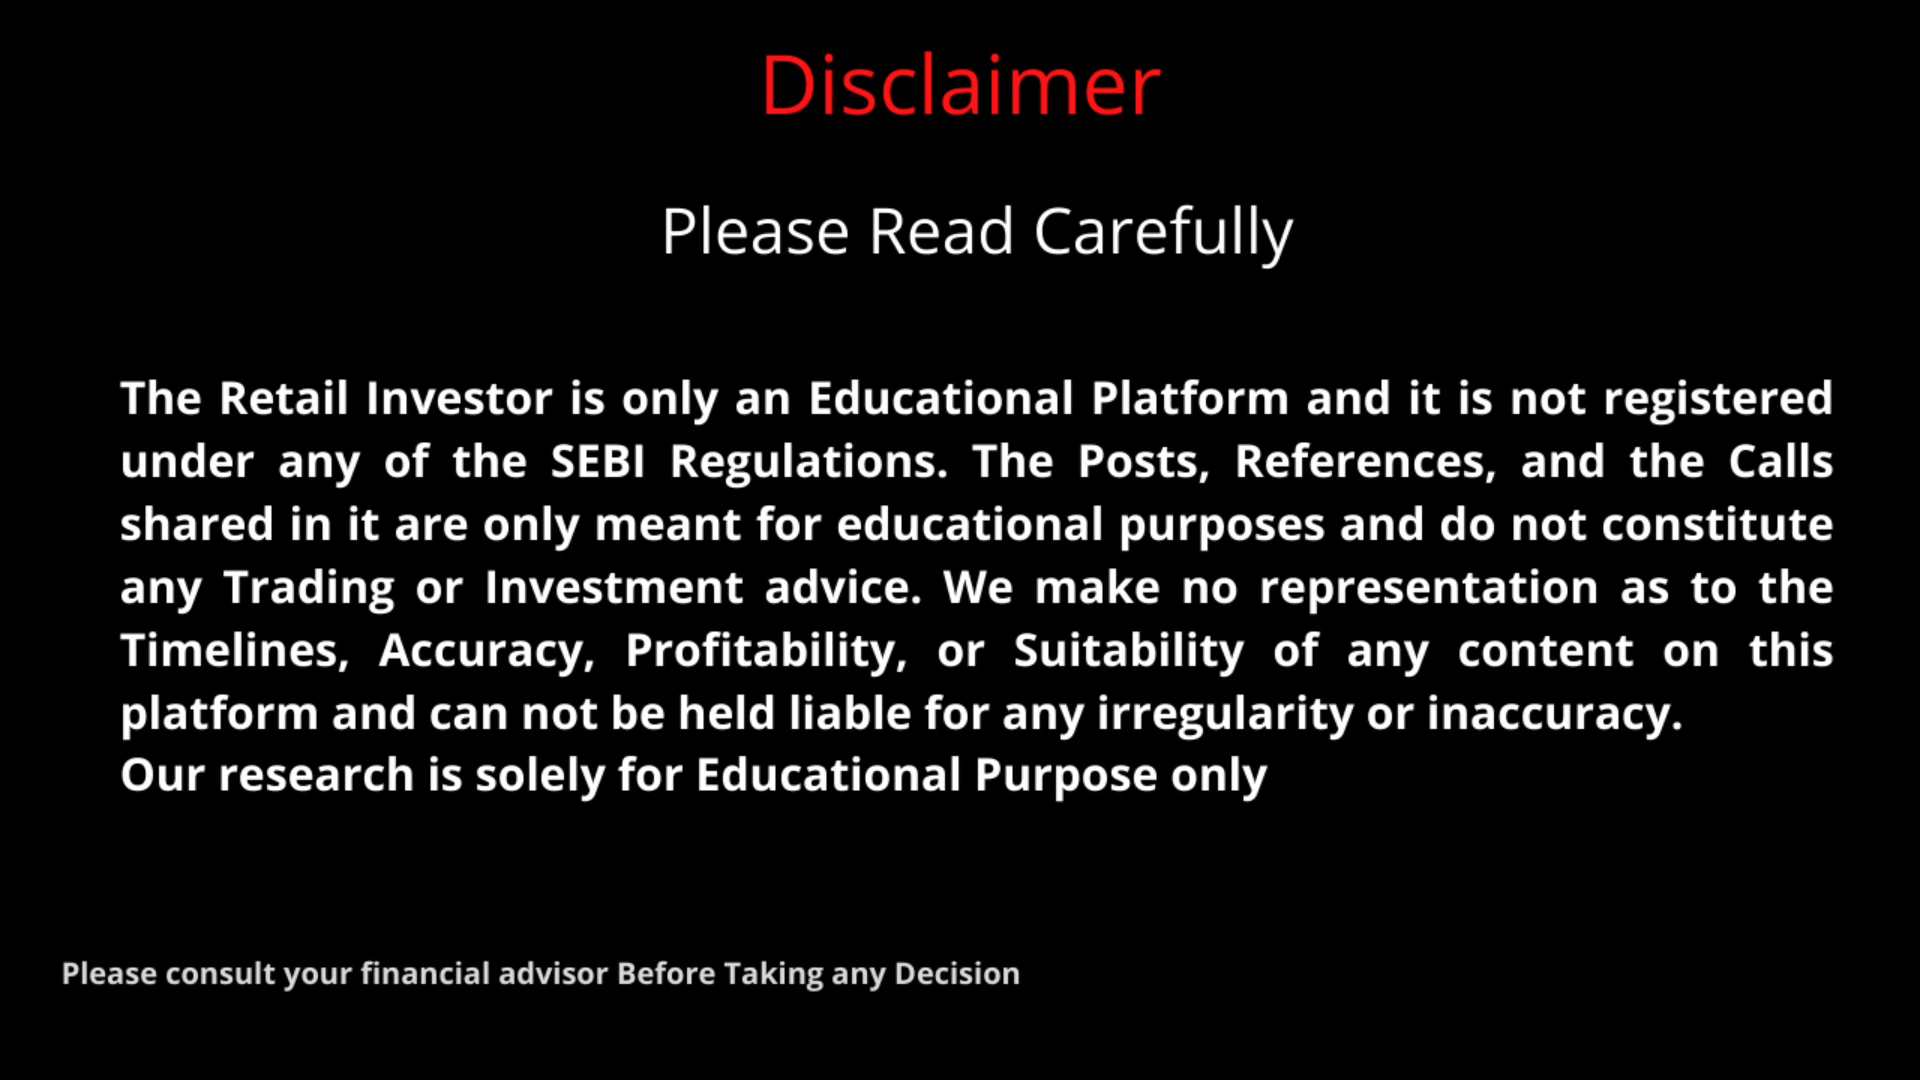 Disclaimer
Please Read Carefully
The Retail Investor is only an Educational Platform and it is not registered
under any of the SEBI Regulations. The Posts, References, and the Calls
shared in it are only meant for educational purposes and do not constitute
any Trading or Investment advice. We make no representation as to the
Timelines, Accuracy, Profitability, or Suitability of any content on this
platform and can not be held liable for any irregularity or inaccuracy.
Our research is solely for Educational Purpose only
Please consult your financial advisor Before Taking any Decision